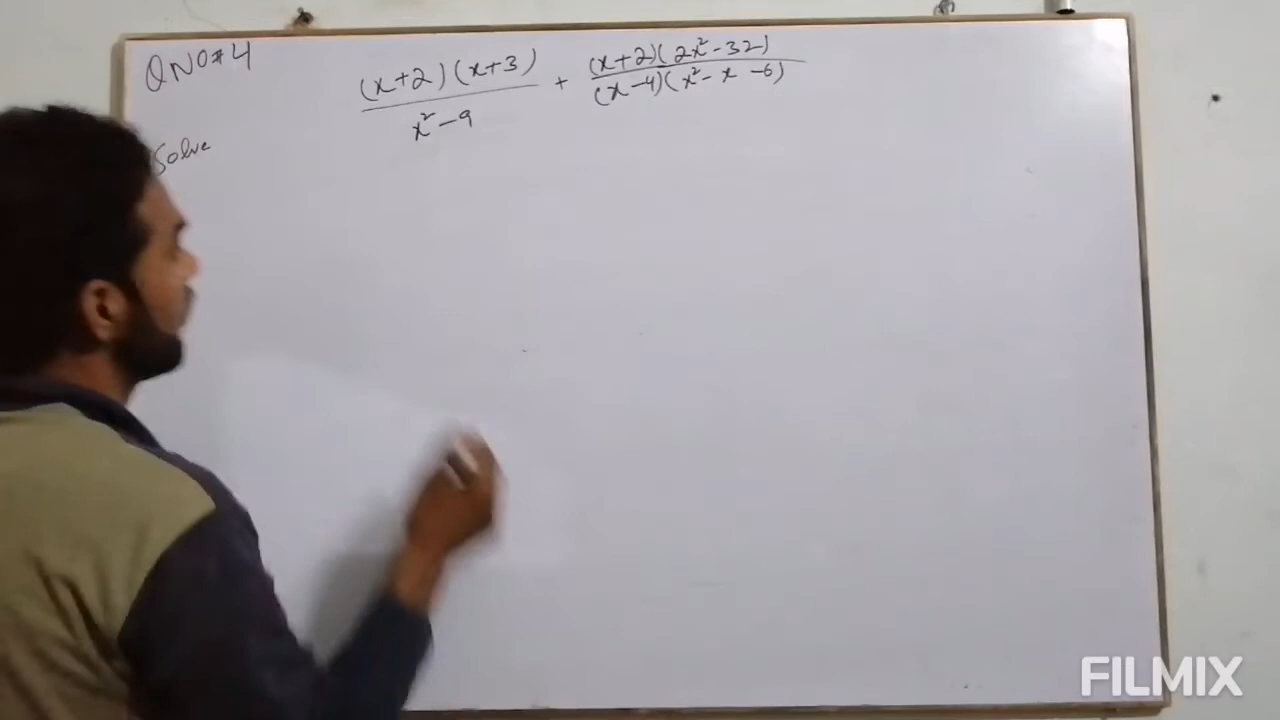 QNO#4
(x+2)(x+3) / x²-9 + (x+2)(2x²-32) / (x-4)(x²-x-6)
Solve
FILMIX